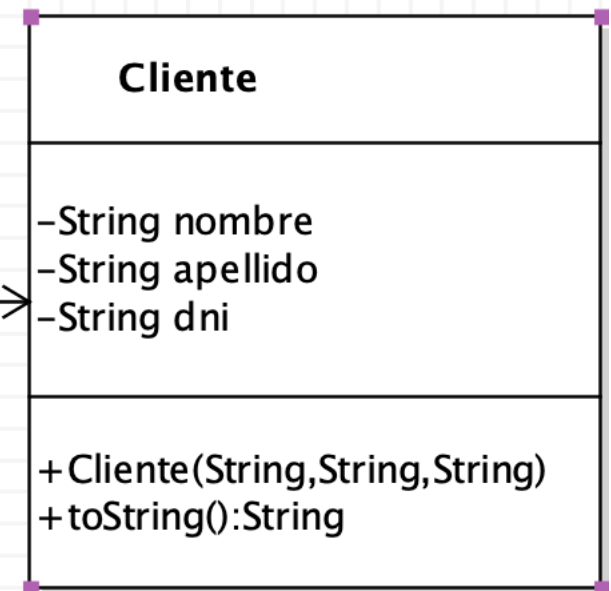 Cliente
-String nombre
-String apellido
-String dni
+Cliente(String,String,String)
+toString():String